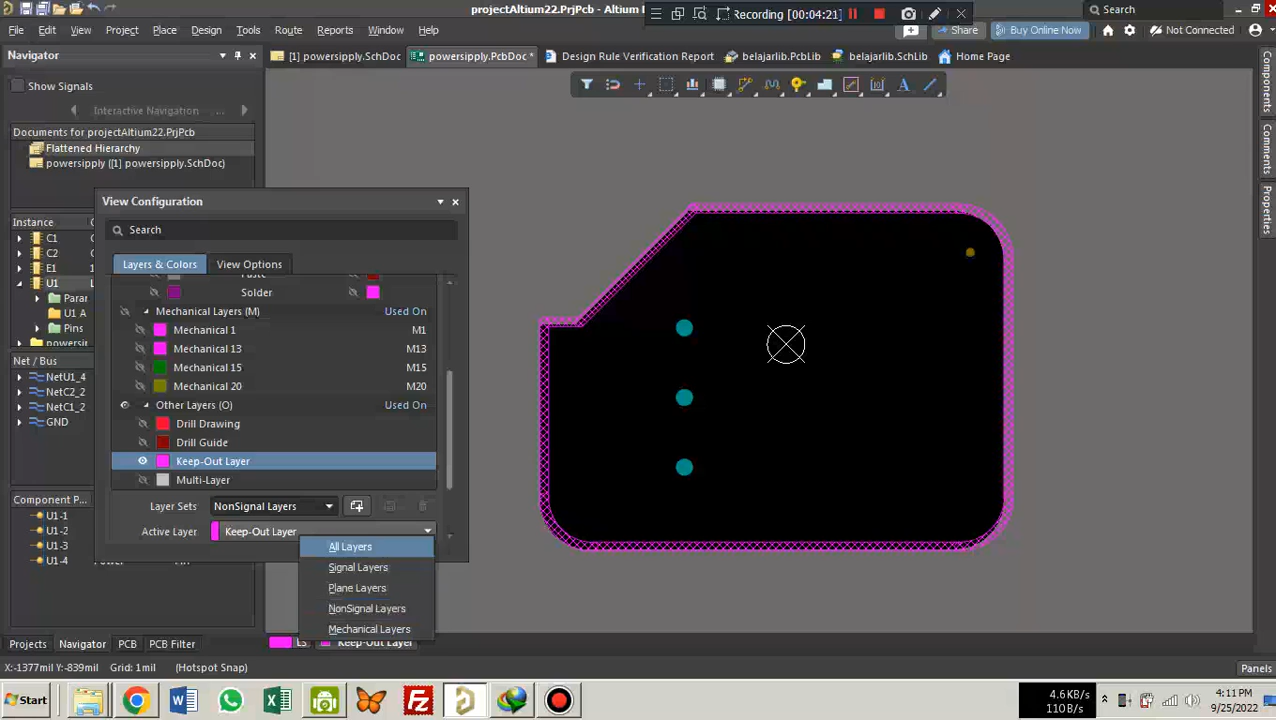 projectAltium22.PrjPcb - Altium
Recording [00:04:21]
Search
File Edit View Project Place Design Tools Route Reports Window Help
Share
Buy Online Now
Not Connected
Navigator
[1] powersipply.SchDoc
powersipply.PcbDoc *
Design Rule Verification Report
belajarlib.PcbLib
belajarlib.SchLib
Home Page
Show Signals
Interactive Navigation ...
Documents for projectAltium22.PrjPcb
Flattened Hierarchy
powersipply ([1] powersipply.SchDoc)
Components
Comments
Properties
View Configuration
Search
Layers & Colors
View Options
Instance
C1
C2
E1 1
U1 L
Para
U1 A
Pins
Solder
Mechanical Layers (M) Used On
Mechanical 1 M1
Mechanical 13 M13
Mechanical 15 M15
Mechanical 20 M20
Other Layers (O) Used On
Drill Drawing
Drill Guide
Keep-Out Layer
Multi-Layer
Net / Bus
NetU1_4
NetC2_2
NetC1_2
GND
Component P
U1-1
U1-2
U1-3
U1-4
Layer Sets NonSignal Layers
Active Layer Keep-Out Layer
All Layers
Signal Layers
Plane Layers
NonSignal Layers
Mechanical Layers
LS
Keep-Out Layer
Projects Navigator PCB PCB Filter
X:-1377mil Y:-839mil Grid: 1mil (Hotspot Snap)
Panels
Start
4.6KB/s
110B/s
4:11 PM
9/25/2022